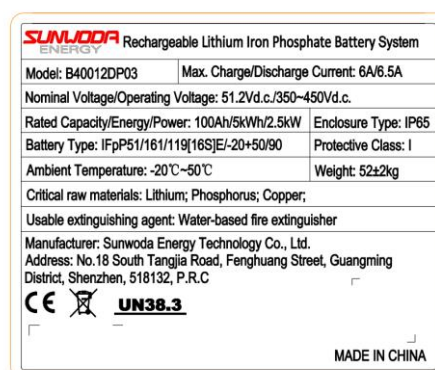 SUNWODA
ENERGY
Rechargeable Lithium Iron Phosphate Battery System
Model: B40012DP03
Max. Charge/Discharge Current: 6A/6.5A
Nominal Voltage/Operating Voltage: 51.2Vd.c./350~450Vd.c.
Rated Capacity/Energy/Power: 100Ah/5kWh/2.5kW
Enclosure Type: IP65
Battery Type: IFpP51/161/119[16S]E/-20+50/90
Protective Class: I
Ambient Temperature: -20℃~50℃
Weight: 52±2kg
Critical raw materials: Lithium; Phosphorus; Copper;
Usable extinguishing agent: Water-based fire extinguisher
Manufacturer: Sunwoda Energy Technology Co., Ltd.
Address: No.18 South Tangjia Road, Fenghuang Street, Guangming
District, Shenzhen, 518132, P.R.C
CE UN38.3
MADE IN CHINA